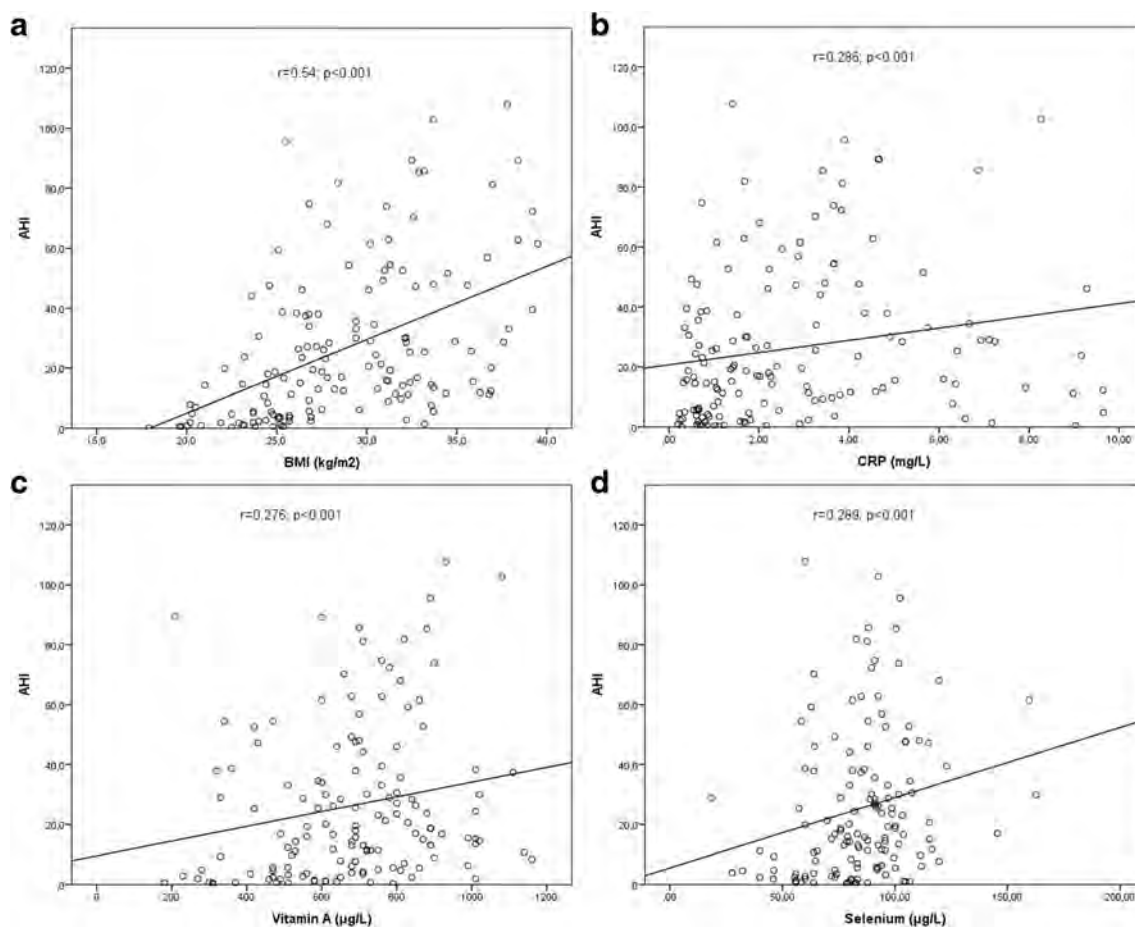 a
r=0.54; p<0.001
120,0
100,0
80,0
60,0
40,0
20,0
0
AHI
15,0 20,0 25,0 30,0 35,0 40,0
BMI (kg/m2)
b
r=0.286; p<0.001
120,0
100,0
80,0
60,0
40,0
20,0
0
AHI
,00 2,00 4,00 6,00 8,00 10,00
CRP (mg/L)
c
r=0.276; p<0.001
120,0
100,0
80,0
60,0
40,0
20,0
,0
AHI
0 200 400 600 800 1000 1200
Vitamin A (µg/L)
d
r=0.289; p<0.001
120,0
100,0
80,0
60,0
40,0
20,0
,0
AHI
,00 50,00 100,00 150,00 200,00
Selenium (µg/L)